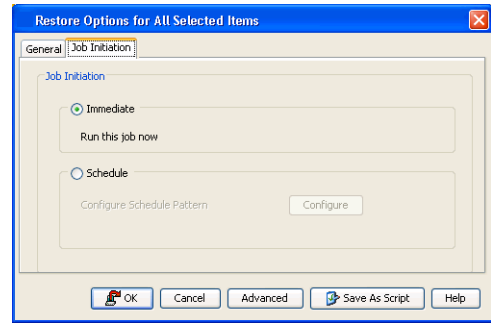 Restore Options for All Selected Items
General Job Initiation
Job Initiation
Immediate
Run this job now
Schedule
Configure Schedule Pattern Configure
OK Cancel Advanced Save As Script Help